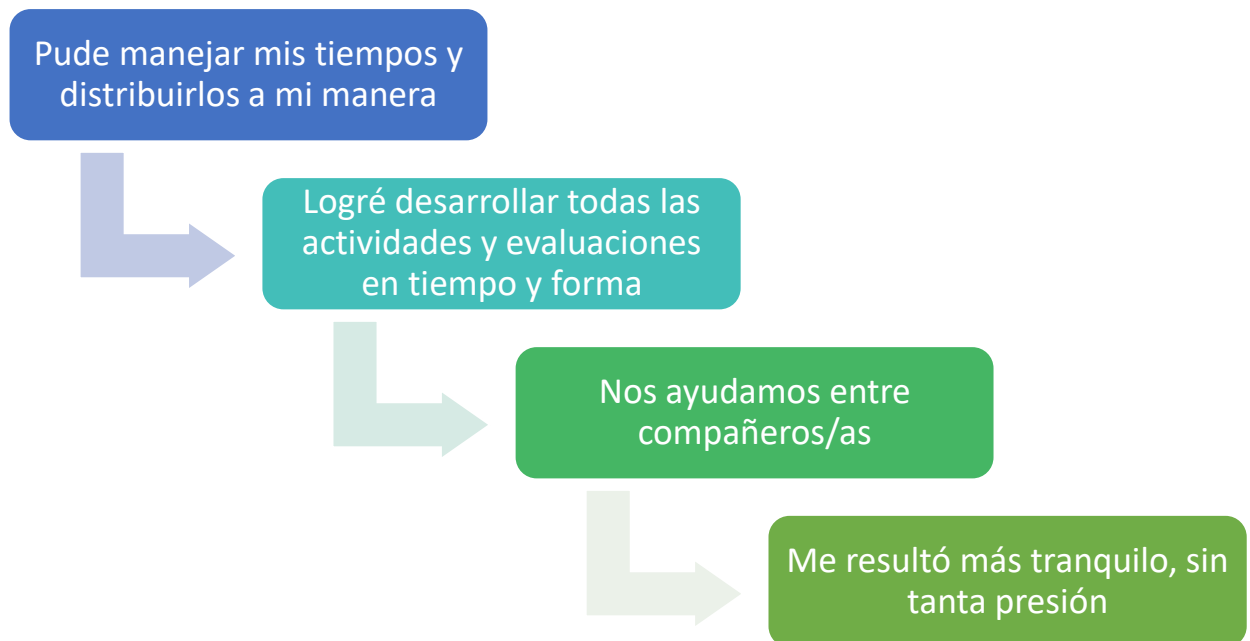 Pude manejar mis tiempos y
distribuirlos a mi manera
Logré desarrollar todas las
actividades y evaluaciones
en tiempo y forma
Nos ayudamos entre
compañeros/as
Me resultó más tranquilo, sin
tanta presión